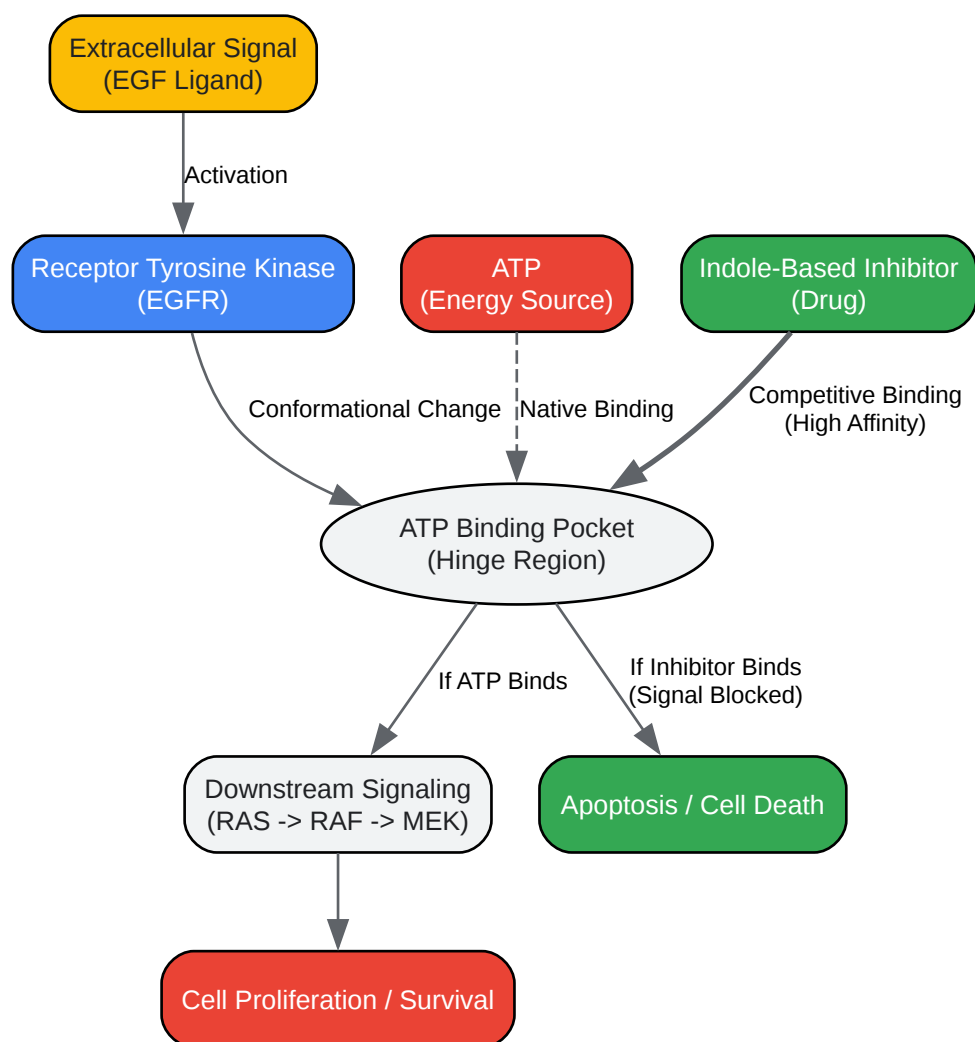 Extracellular Signal
(EGF Ligand)
Activation
Receptor Tyrosine Kinase
(EGFR)
ATP
(Energy Source)
Indole-Based Inhibitor
(Drug)
Conformational Change
Native Binding
Competitive Binding
(High Affinity)
ATP Binding Pocket
(Hinge Region)
If ATP Binds
If Inhibitor Binds
(Signal Blocked)
Downstream Signaling
(RAS -> RAF -> MEK)
Apoptosis / Cell Death
Cell Proliferation / Survival